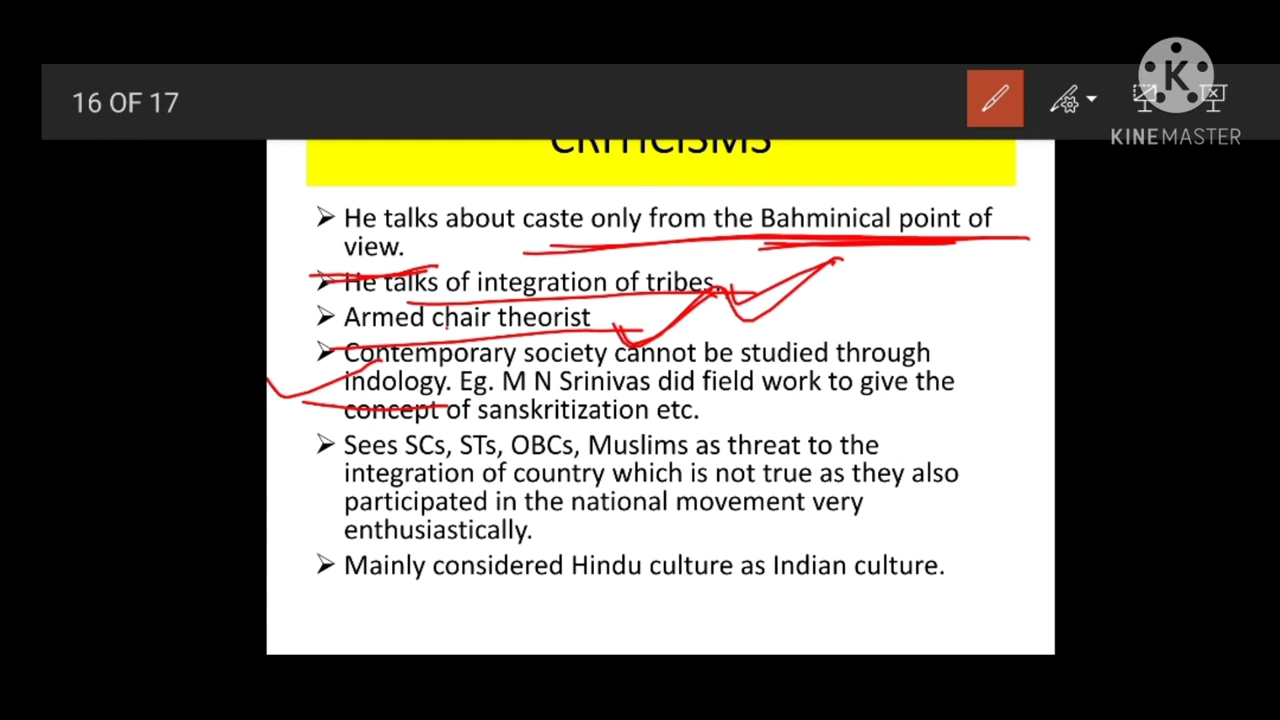 16 OF 17
KINEMASTER
CRITICISMS
➢ He talks about caste only from the Bahminical point of
view.
➢ He talks of integration of tribes.
➢ Armed chair theorist
➢ Contemporary society cannot be studied through
indology. Eg. M N Srinivas did field work to give the
concept of sanskritization etc.
➢ Sees SCs, STs, OBCs, Muslims as threat to the
integration of country which is not true as they also
participated in the national movement very
enthusiastically.
➢ Mainly considered Hindu culture as Indian culture.